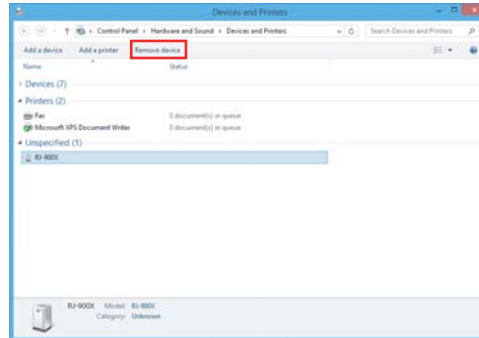 Devices and Printers
Control Panel › Hardware and Sound › Devices and Printers
Search Devices and Printers
Add a device Add a printer Remove device
Name Status
Devices (7)
Printers (2)
Fax 0 document(s) in queue
Microsoft XPS Document Writer 0 document(s) in queue
Unspecified (1)
RJ-900X
RJ-900X Model: RJ-900X
Category: Unknown